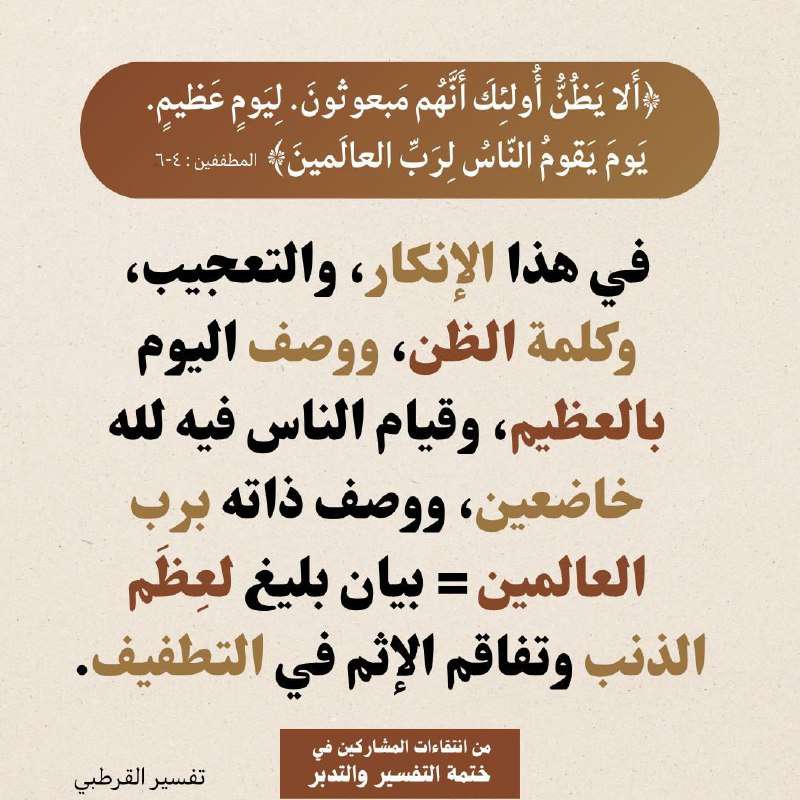 ﴿أَلا يَظُنُّ أُولئِكَ أَنَّهُم مَبعوثونَ. لِيَومٍ عَظيمٍ.
يَومَ يَقومُ النّاسُ لِرَبِّ العالَمينَ﴾ المطففين : ٤-٦
في هذا الإنكار، والتعجيب،
وكلمة الظن، ووصف اليوم
بالعظيم، وقيام الناس فيه لله
خاضعين، ووصف ذاته برب
العالمين = بيان بليغ لعِظَم
الذنب وتفاقم الإثم في التطفيف.
من انتقاءات المشاركين في
ختمة التفسير والتدبر
تفسير القرطبي